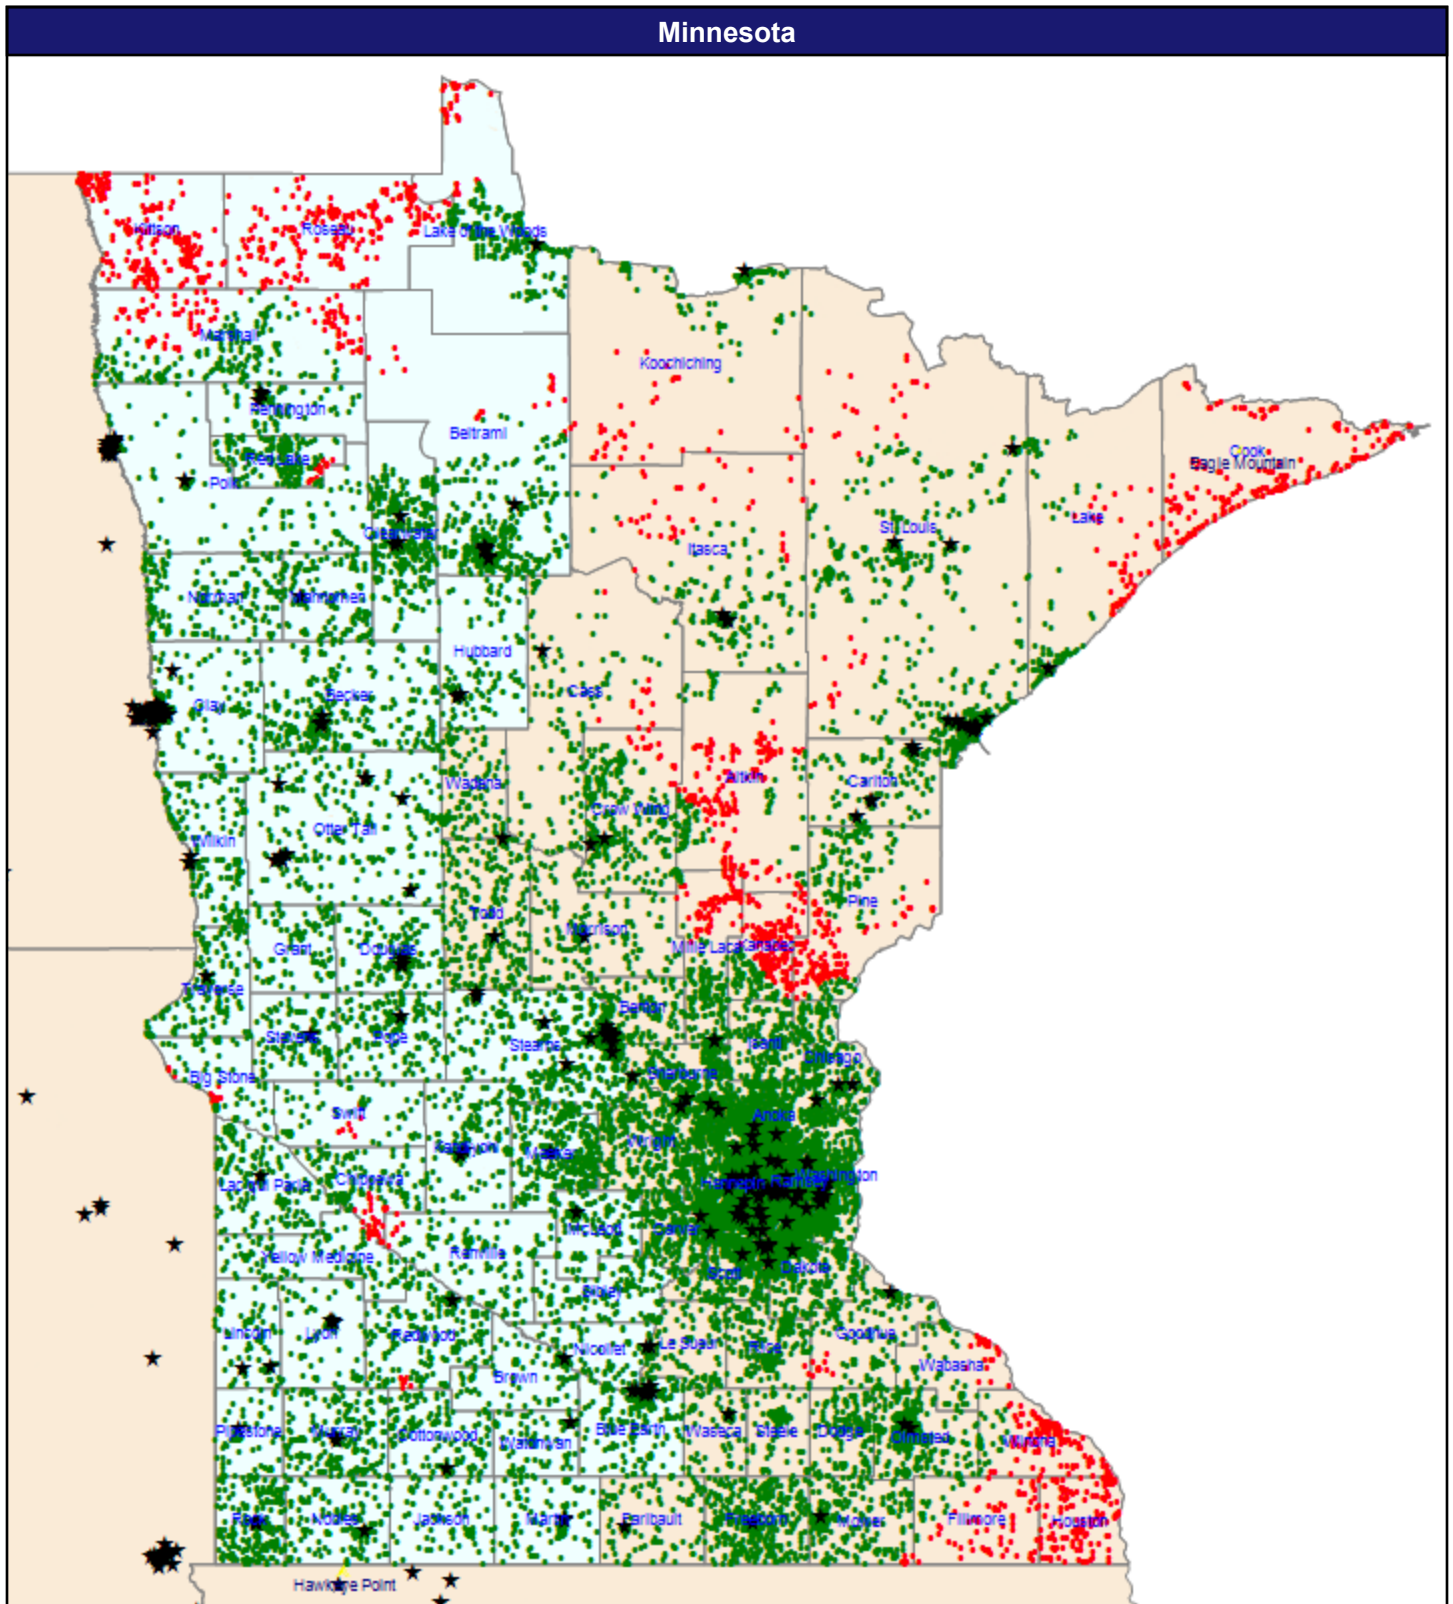 Minnesota
Kittson
Roseau
Lake of the Woods
Marshall
Koochiching
Pennington
Beltrami
Red Lake
Polk
Cook
Eagle Mountain
Lake
St. Louis
Clearwater
Itasca
Norman
Mahnomen
Hubbard
Cass
Becker
Clay
Wadena
Aitkin
Carlton
Crow Wing
Otter Tail
Wilkin
Pine
Todd
Morrison
Grant
Douglas
Mille Lacs
Kanabec
Traverse
Benton
Stevens
Pope
Stearns
Isanti
Chisago
Big Stone
Sherburne
Swift
Anoka
Kandiyohi
Meeker
Wright
Lac qui Parle
Chippewa
Hennepin
Ramsey
Washington
McLeod
Carver
Yellow Medicine
Renville
Scott
Dakota
Sibley
Lincoln
Lyon
Redwood
Nicollet
Le Sueur
Rice
Goodhue
Wabasha
Brown
Pipestone
Murray
Cottonwood
Watonwan
Blue Earth
Waseca
Steele
Dodge
Olmsted
Winona
Rock
Nobles
Jackson
Martin
Faribault
Freeborn
Mower
Fillmore
Houston
Hawkeye Point